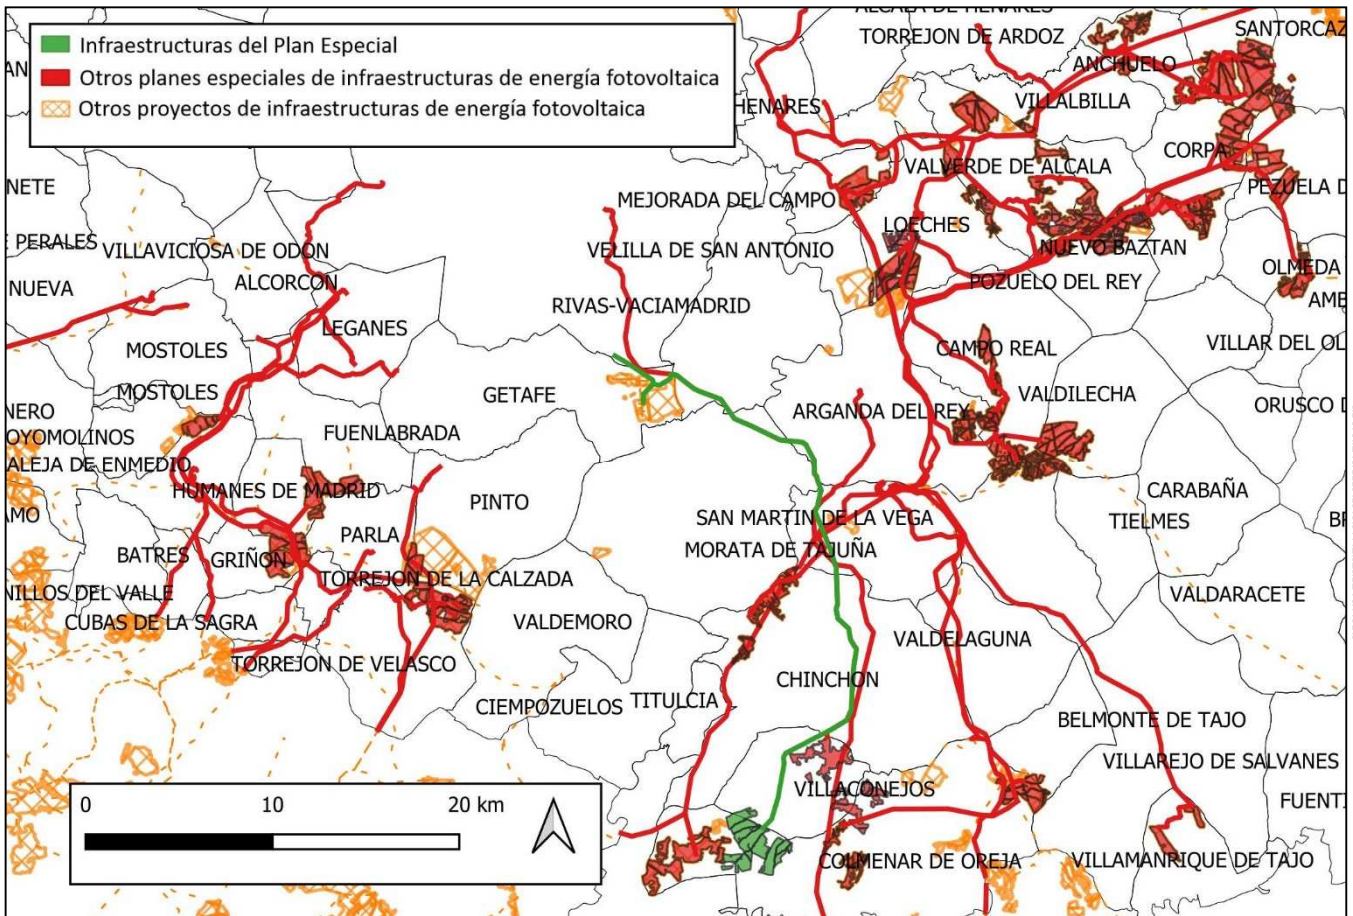 ALCALA DE HENARES
Infraestructuras del Plan Especial
TORREJON DE ARDOZ
SANTORCAZ
Otros planes especiales de infraestructuras de energía fotovoltaica
ANCHUELO
Otros proyectos de infraestructuras de energía fotovoltaica
HENARES
VILLALBILLA
CORPA
VALVERDE DE ALCALA
NETE
MEJORADA DEL CAMPO
PEZUELA D
LOECHES
E PERALES
VILLAVICIOSA DE ODON
VELILLA DE SAN ANTONIO
NUEVO BAZTAN
OLMEDA
NUEVA
ALCORCON
POZUELO DEL REY
AMB
RIVAS-VACIAMADRID
LEGANES
MOSTOLES
CAMPO REAL
VILLAR DEL OL
MOSTOLES
GETAFE
VALDILECHA
NERO
ARGANDA DEL REY
ORUSCO D
OYOMOLINOS
FUENLABRADA
ALEJA DE ENMEDIO
HUMANES DE MADRID
PINTO
CARABAÑA
AMO
SAN MARTIN DE LA VEGA
TIELMES
BR
PARLA
BATRES
GRIÑON
MORATA DE TAJUÑA
TORREJON DE LA CALZADA
NILLOS DEL VALLE
VALDARACETE
CUBAS DE LA SAGRA
VALDEMORO
VALDELAGUNA
TORREJON DE VELASCO
CHINCHON
CIEMPOZUELOS
TITULCIA
BELMONTE DE TAJO
VILLAREJO DE SALVANES
VILLACONEJOS
FUENTI
0 10 20 km
COLMENAR DE OREJA
VILLAMANRIQUE DE TAJO